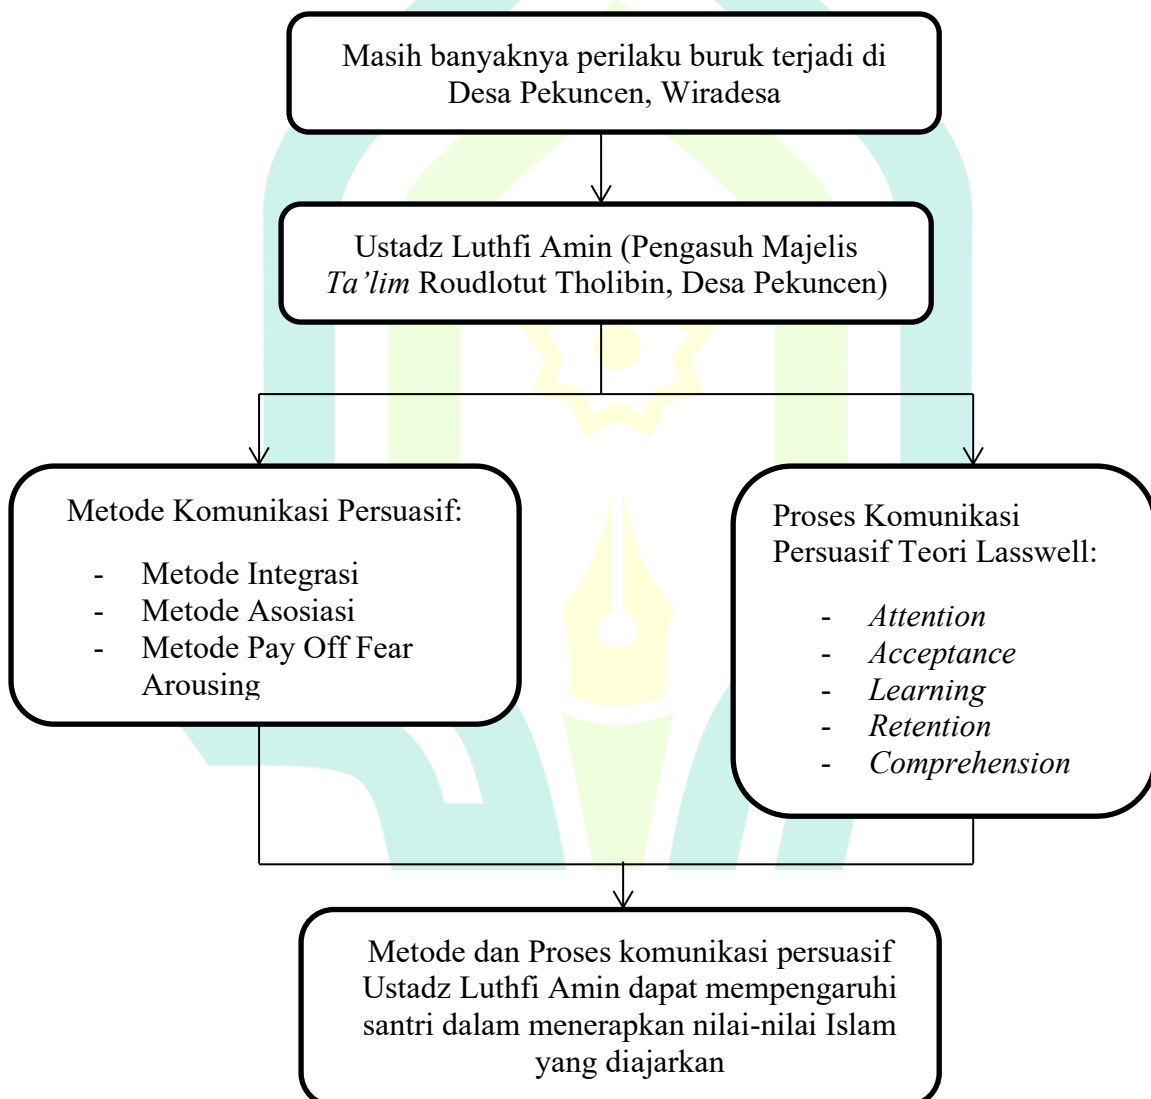 Masih banyaknya perilaku buruk terjadi di
Desa Pekuncen, Wiradesa
Ustadz Luthfi Amin (Pengasuh Majelis
Ta’lim Roudlotut Tholibin, Desa Pekuncen)
Metode Komunikasi Persuasif:
- Metode Integrasi
- Metode Asosiasi
- Metode Pay Off Fear
Arousing
Proses Komunikasi
Persuasif Teori Lasswell:
- Attention
- Acceptance
- Learning
- Retention
- Comprehension
Metode dan Proses komunikasi persuasif
Ustadz Luthfi Amin dapat mempengaruhi
santri dalam menerapkan nilai-nilai Islam
yang diajarkan